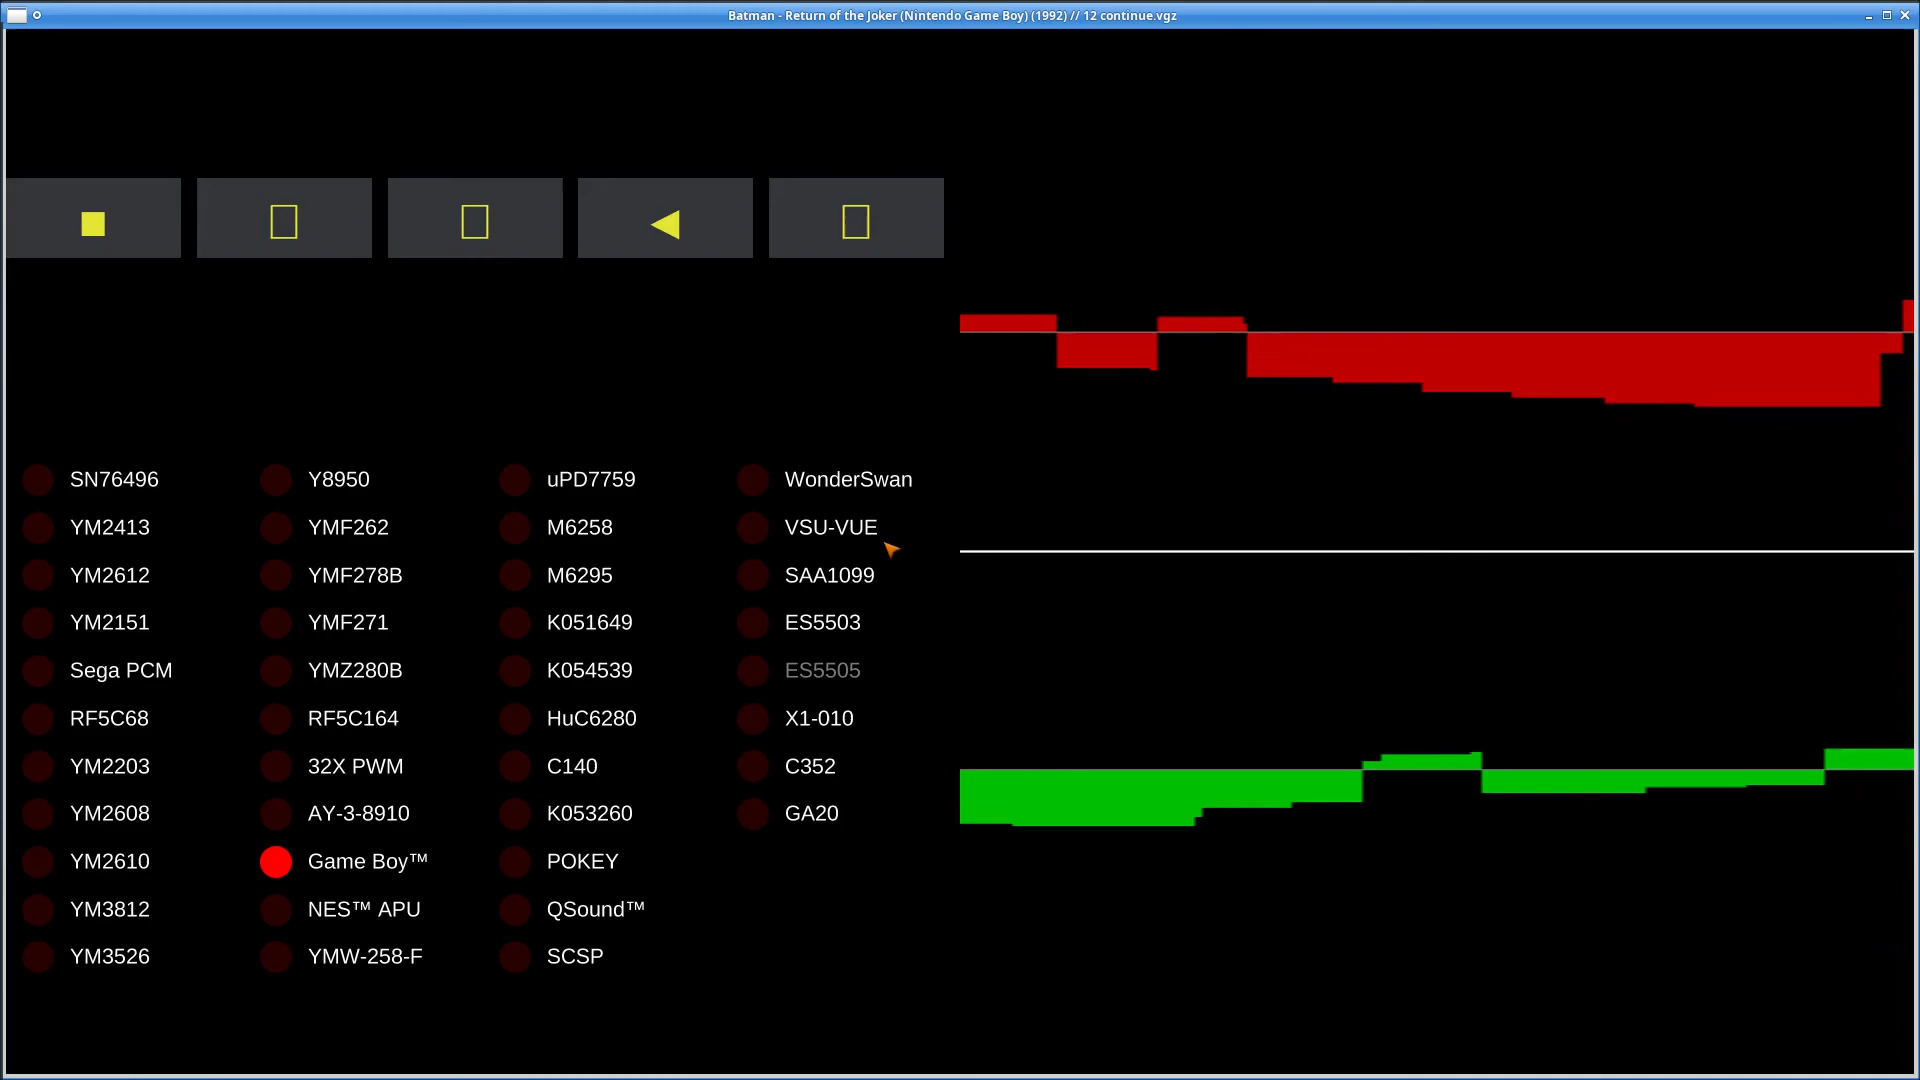 Batman - Return of the Joker (Nintendo Game Boy) (1992) // 12 continue.vgz
SN76496
YM2413
YM2612
YM2151
Sega PCM
RF5C68
YM2203
YM2608
YM2610
YM3812
YM3526
Y8950
YMF262
YMF278B
YMF271
YMZ280B
RF5C164
32X PWM
AY-3-8910
Game Boy™
NES™ APU
YMW-258-F
uPD7759
M6258
M6295
K051649
K054539
HuC6280
C140
K053260
POKEY
QSound™
SCSP
WonderSwan
VSU-VUE
SAA1099
ES5503
ES5505
X1-010
C352
GA20